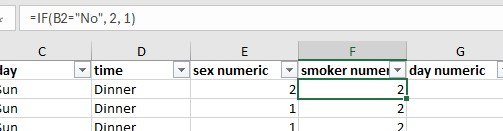 =IF(B2="No", 2, 1)
C D E F G
day time sex numeric smoker numer day numeric
Sun Dinner 2 2
Sun Dinner 1 2
Sun Dinner 1 2